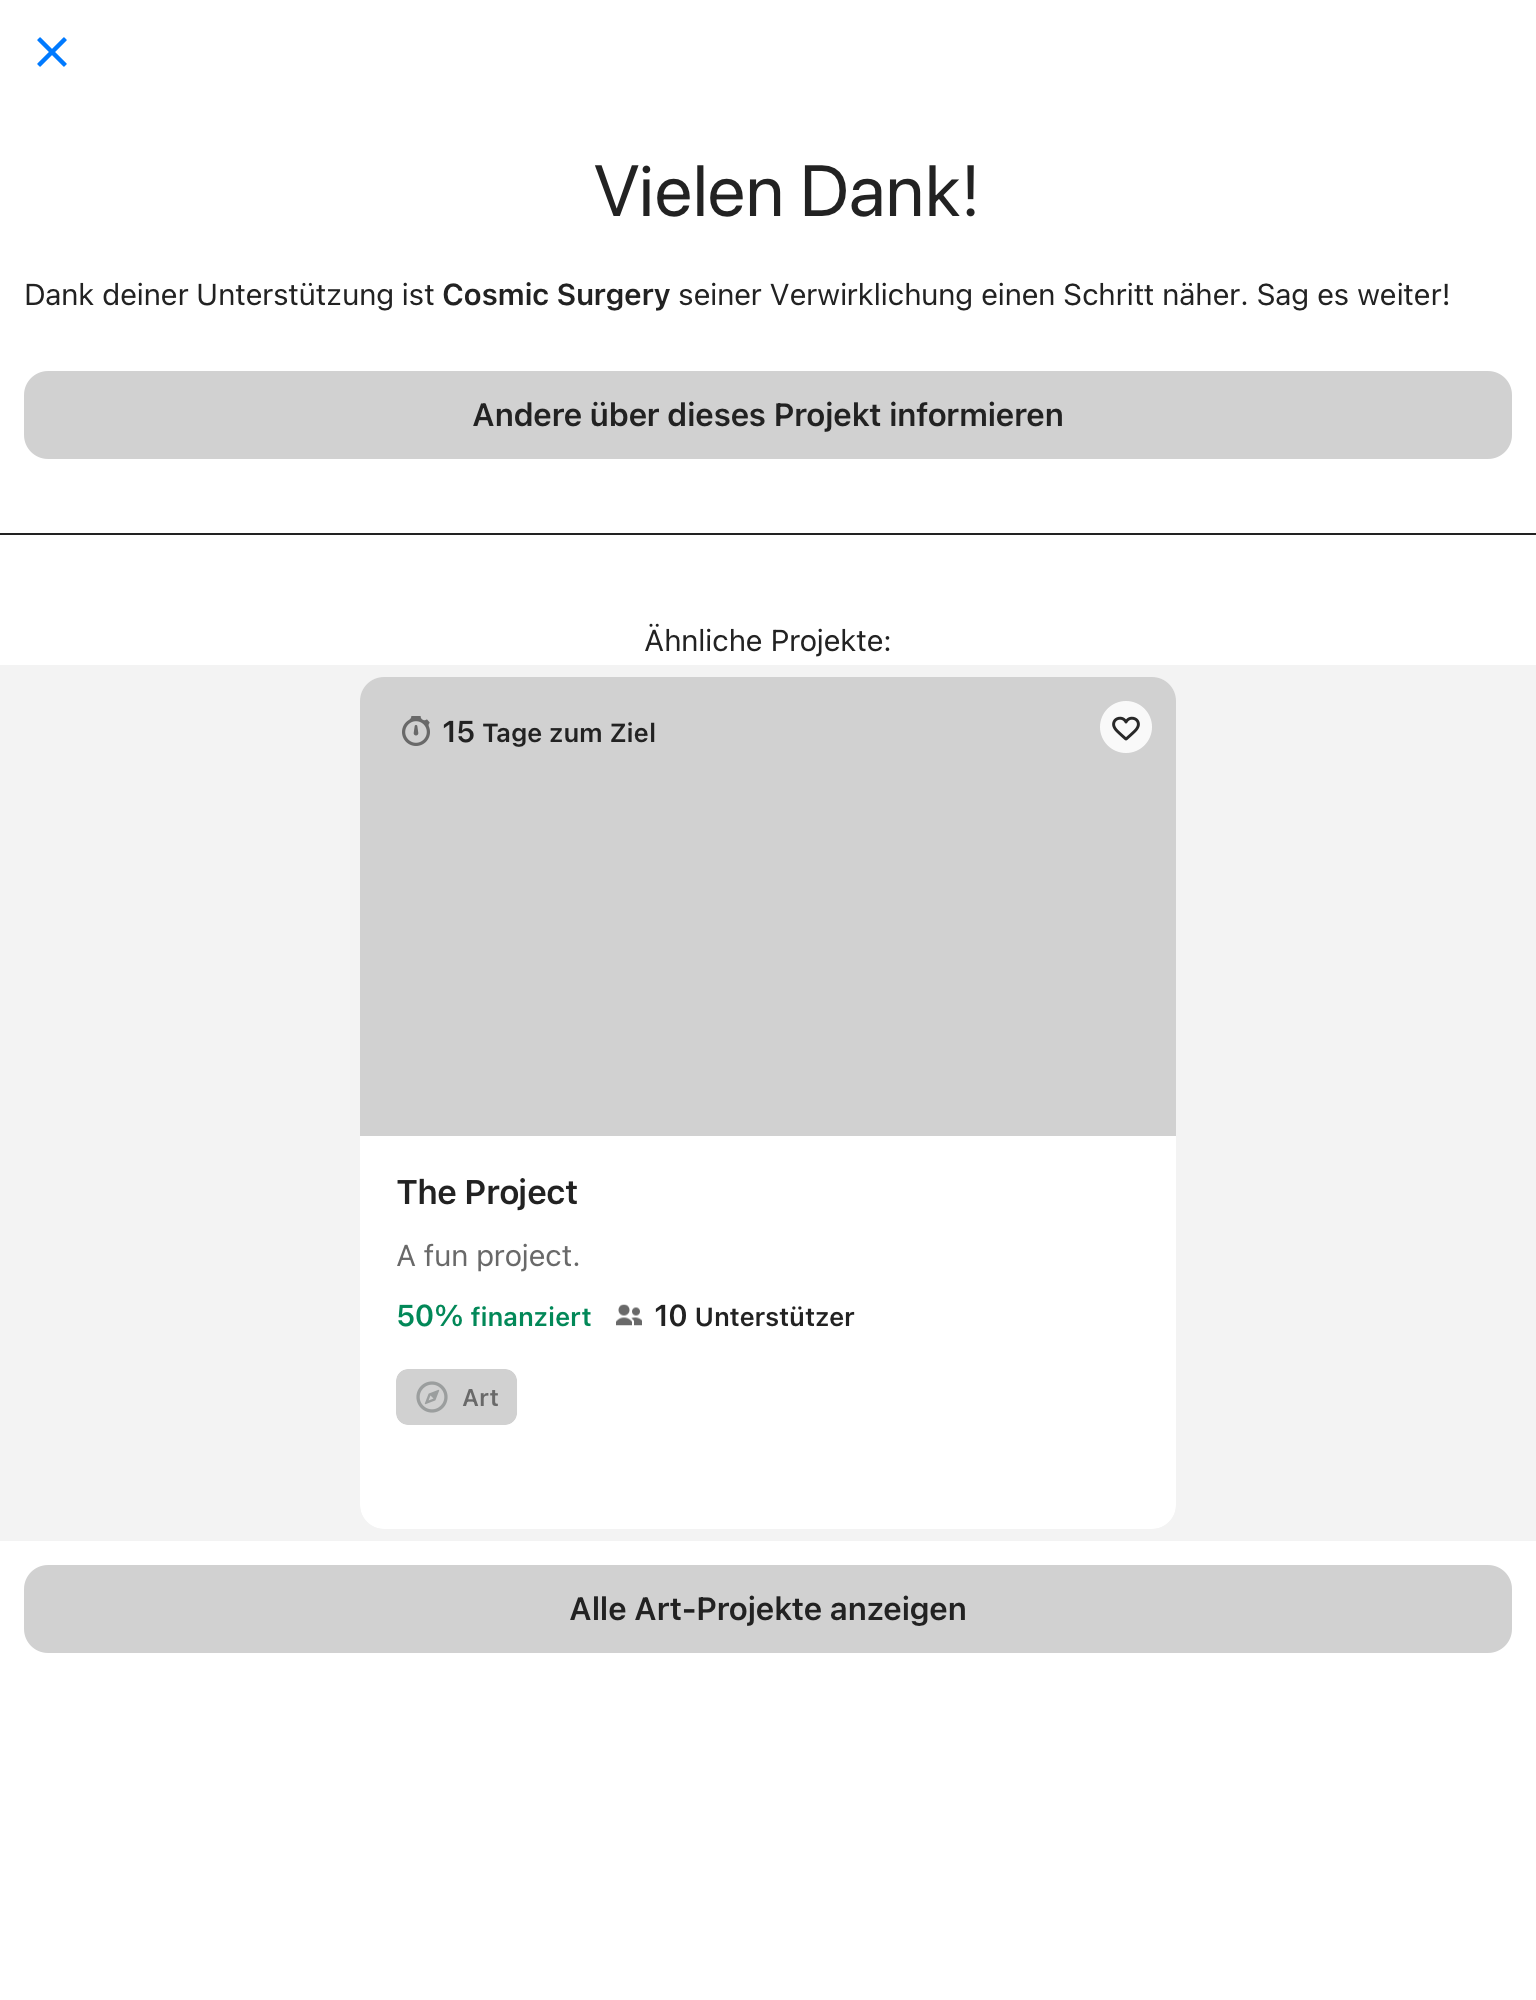 Vielen Dank!
Dank deiner Unterstützung ist Cosmic Surgery seiner Verwirklichung einen Schritt näher. Sag es weiter!
Andere über dieses Projekt informieren
Ähnliche Projekte:
15 Tage zum Ziel
The Project
A fun project.
50% finanziert 10 Unterstützer
Art
Alle Art-Projekte anzeigen